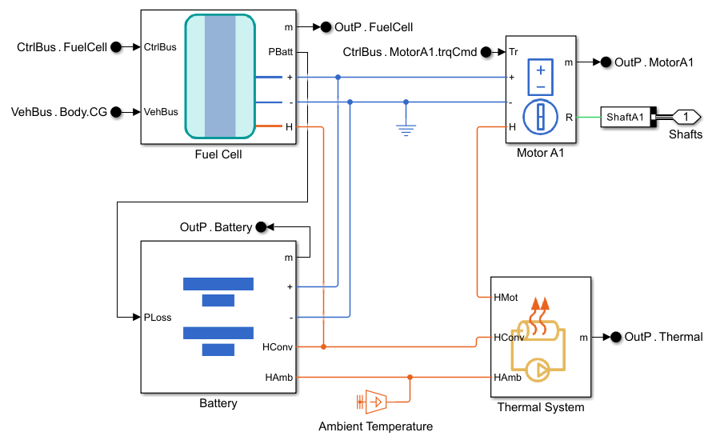 m
OutP . FuelCell
CtrlBus . FuelCell
CtrlBus
PBatt
CtrlBus . MotorA1.trqCmd
Tr
m
OutP . MotorA1
+
+
-
-
VehBus . Body.CG
VehBus
H
H
R
ShaftA1
1
Shafts
Fuel Cell
Motor A1
OutP . Battery
m
+
HMot
PLoss
-
HConv
HConv
m
OutP . Thermal
HAmb
HAmb
Battery
Thermal System
Ambient Temperature
+
-